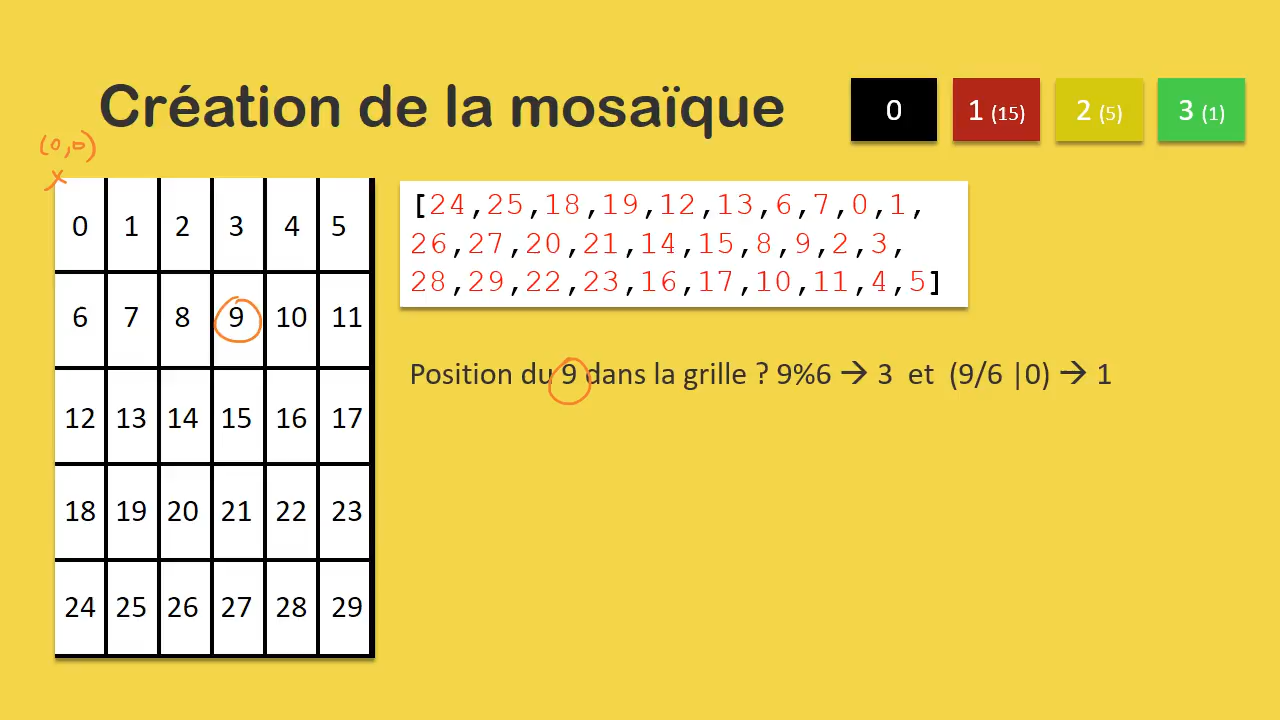 Création de la mosaïque
0
1 (15)
2 (5)
3 (1)
(0,0)
x
0 1 2 3 4 5
6 7 8 9 10 11
12 13 14 15 16 17
18 19 20 21 22 23
24 25 26 27 28 29
[24,25,18,19,12,13,6,7,0,1,
26,27,20,21,14,15,8,9,2,3,
28,29,22,23,16,17,10,11,4,5]
Position du 9 dans la grille ? 9%6 → 3 et (9/6 |0) → 1